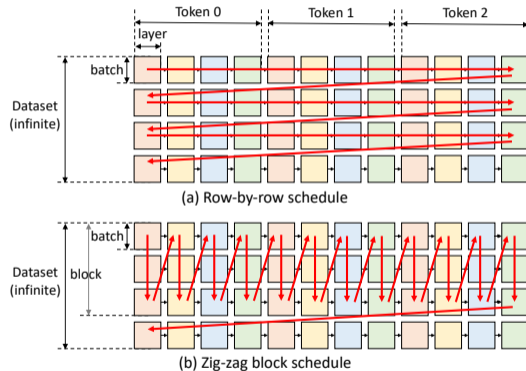 Token 0 Token 1 Token 2
layer
batch
Dataset
(infinite)
(a) Row-by-row schedule
batch
block
Dataset
(infinite)
(b) Zig-zag block schedule